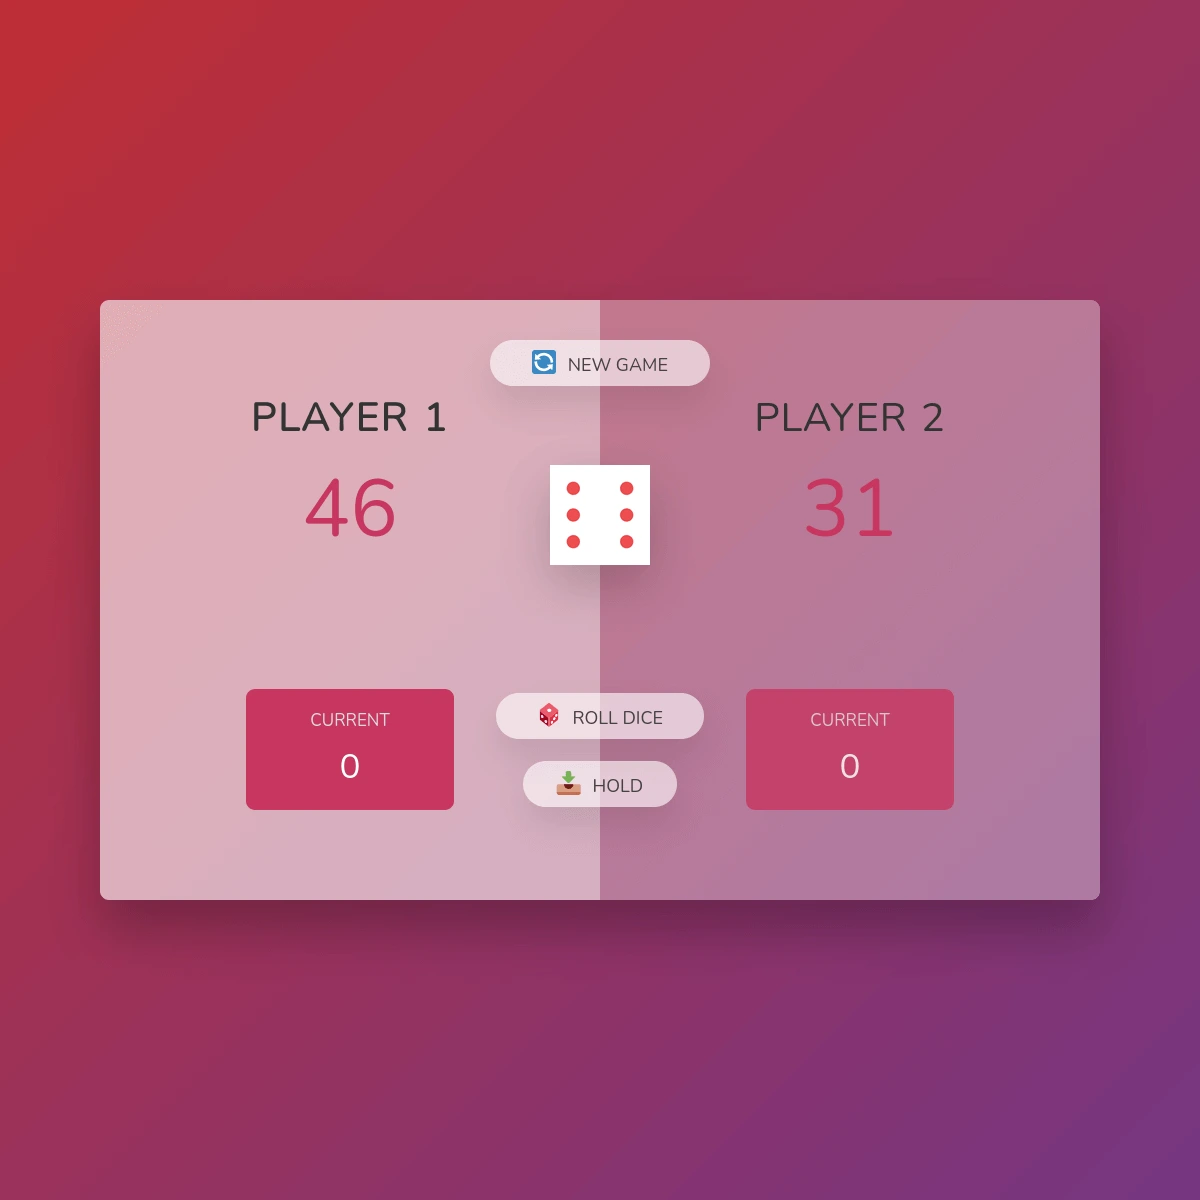 NEW GAME
PLAYER 1
46
CURRENT
0
PLAYER 2
31
CURRENT
0
ROLL DICE
HOLD